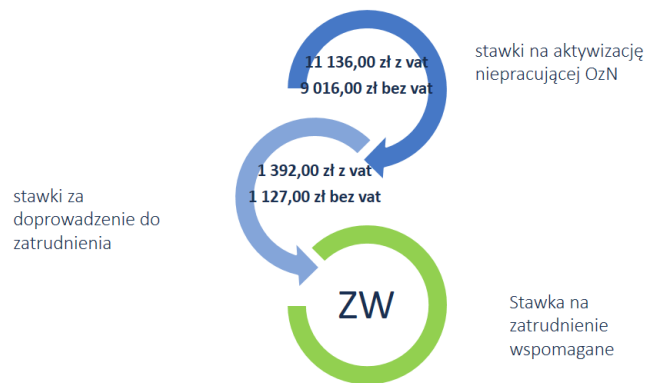 11 136,00 zł z vat
9 016,00 zł bez vat
stawki na aktywizację
niepracującej OzN
1 392,00 zł z vat
1 127,00 zł bez vat
stawki za
doprowadzenie do
zatrudnienia
ZW
Stawka na
zatrudnienie
wspomagane